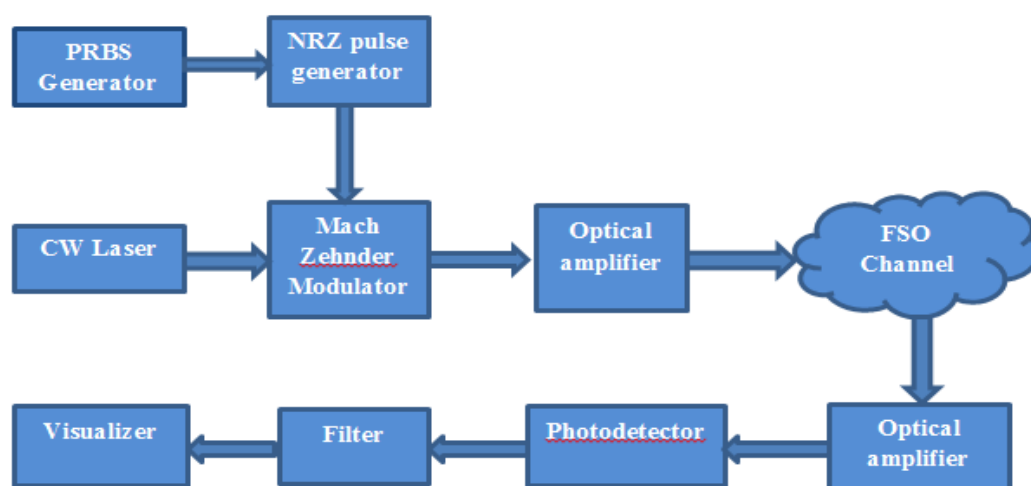 PRBS
Generator
NRZ pulse
generator
CW Laser
Mach
Zehnder
Modulator
Optical
amplifier
FSO
Channel
Visualizer
Filter
Photodetector
Optical
amplifier